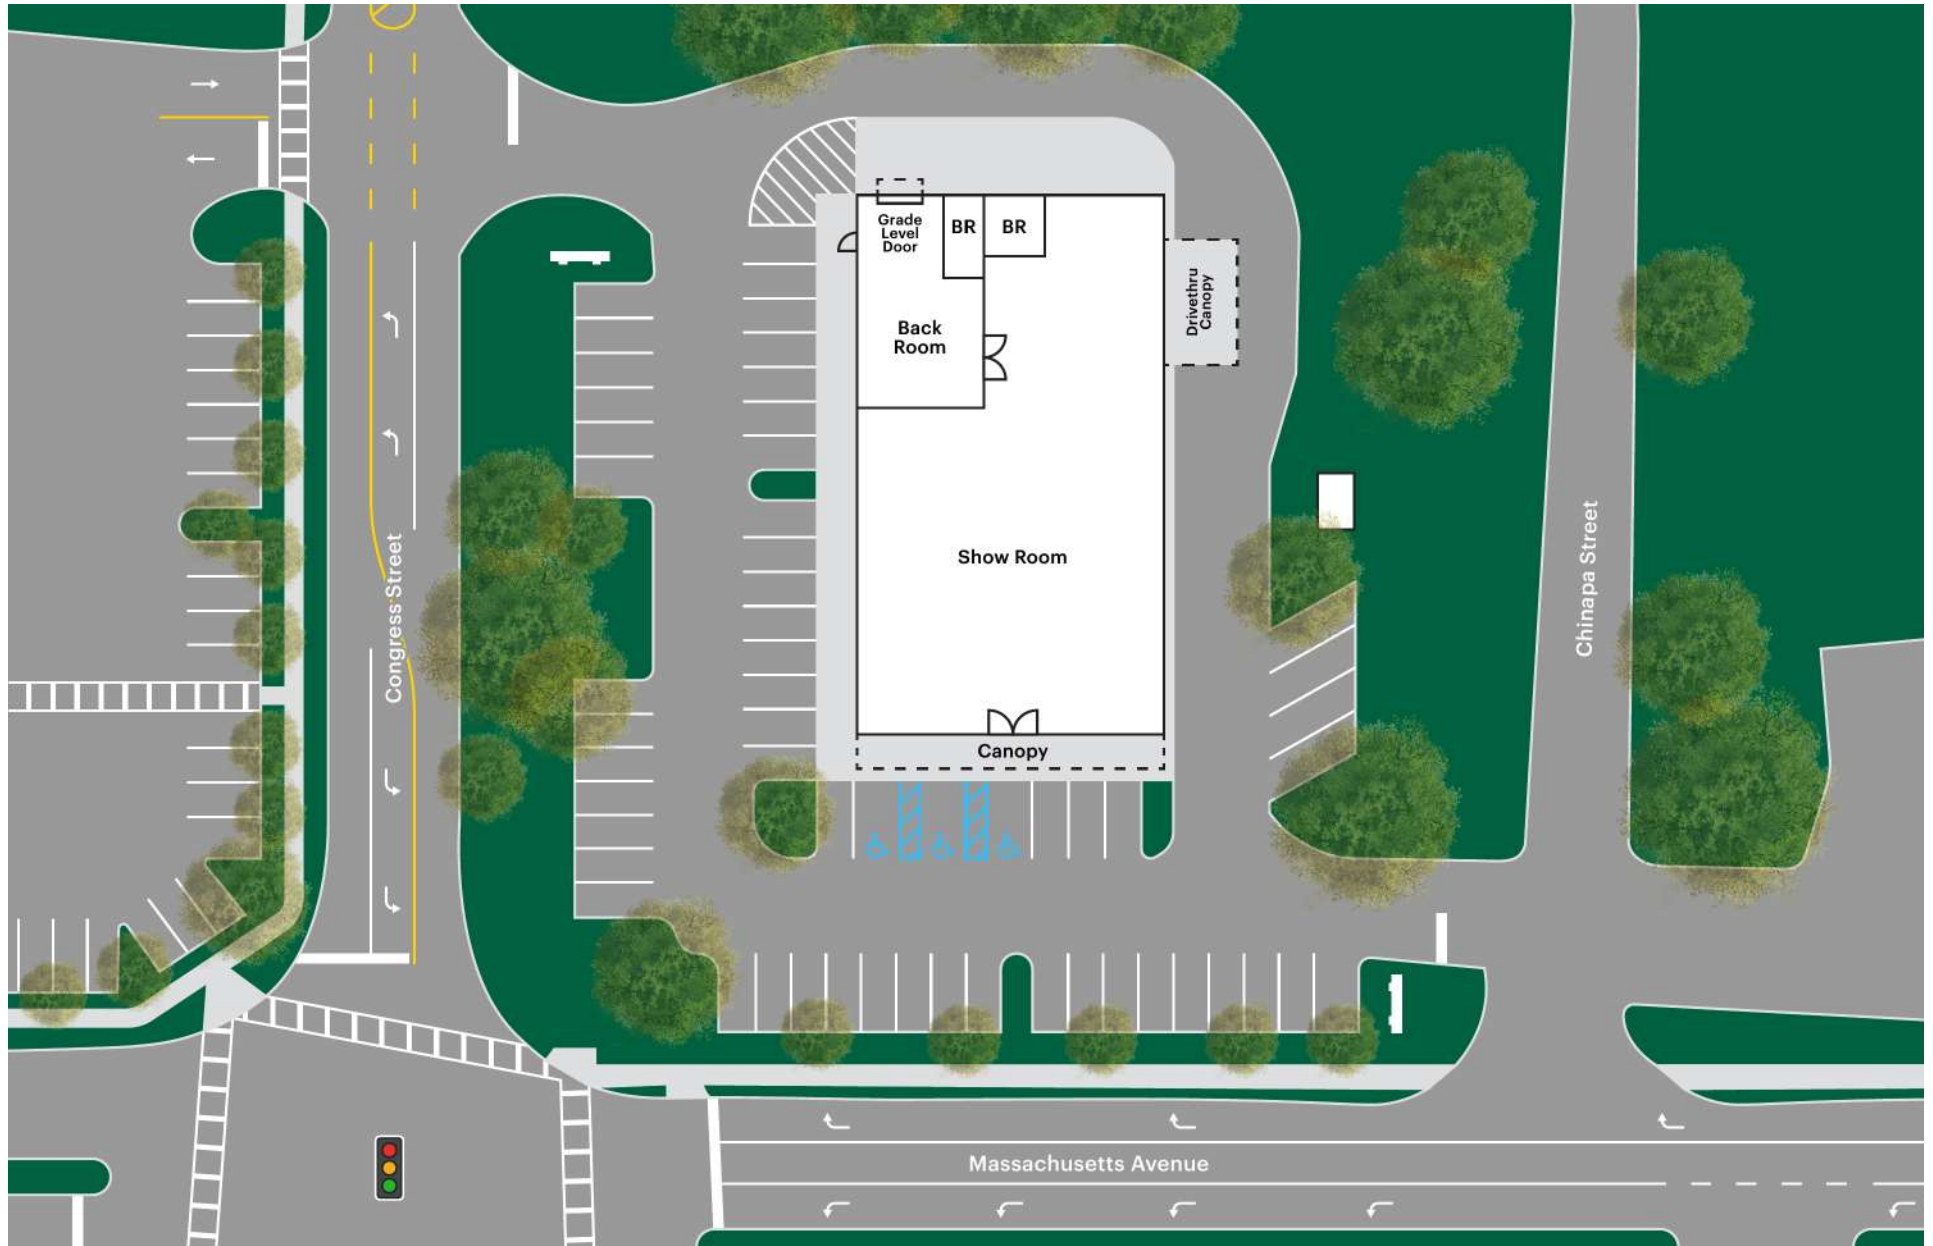 Grade
Level
Door
BR
BR
Drivethru
Canopy
Back
Room
Congress Street
Show Room
Chinapa Street
Canopy
Massachusetts Avenue